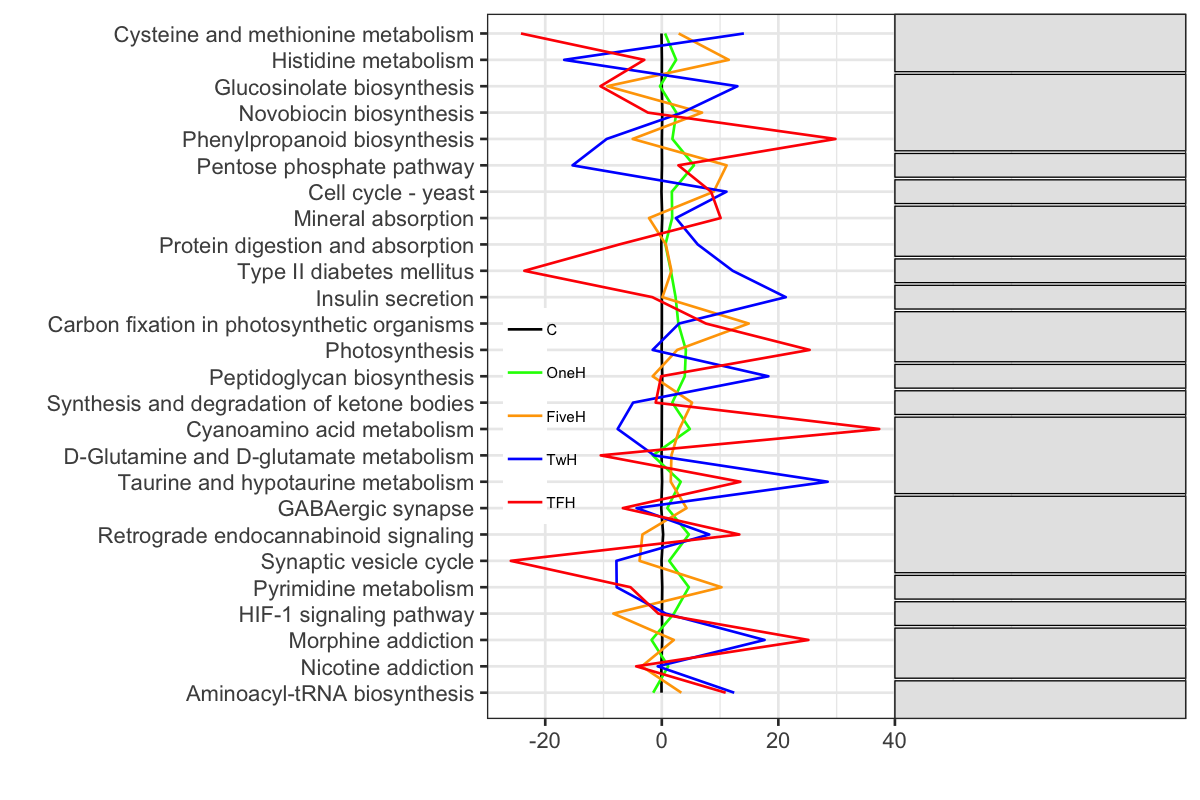 Cysteine and methionine metabolism
Histidine metabolism
Glucosinolate biosynthesis
Novobiocin biosynthesis
Phenylpropanoid biosynthesis
Pentose phosphate pathway
Cell cycle - yeast
Mineral absorption
Protein digestion and absorption
Type II diabetes mellitus
Insulin secretion
Carbon fixation in photosynthetic organisms
Photosynthesis
Peptidoglycan biosynthesis
Synthesis and degradation of ketone bodies
Cyanoamino acid metabolism
D-Glutamine and D-glutamate metabolism
Taurine and hypotaurine metabolism
GABAergic synapse
Retrograde endocannabinoid signaling
Synaptic vesicle cycle
Pyrimidine metabolism
HIF-1 signaling pathway
Morphine addiction
Nicotine addiction
Aminoacyl-tRNA biosynthesis
C
OneH
FiveH
TwH
TFH
-20 0 20 40